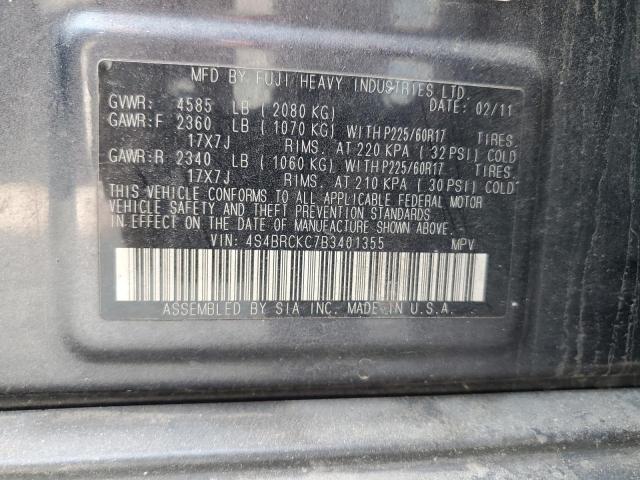 MFD BY FUJI HEAVY INDUSTRIES LTD.
GVWR: 4585 LB ( 2080 KG) DATE: 02/11
GAWR:F 2360 LB ( 1070 KG) WITH P225/60R17 TIRES,
17X7J RIMS, AT 220 KPA ( 32 PSI) COLD
GAWR:R 2340 LB ( 1060 KG) WITH P225/60R17 TIRES,
17X7J RIMS, AT 210 KPA ( 30 PSI) COLD
THIS VEHICLE CONFORMS TO ALL APPLICABLE FEDERAL MOTOR
VEHICLE SAFETY AND THEFT PREVENTION STANDARDS
IN EFFECT ON THE DATE OF MANUFACTURE SHOWN ABOVE.
VIN: 4S4BRCKC7B3401355 MPV
ASSEMBLED BY SIA INC. MADE IN U.S.A.